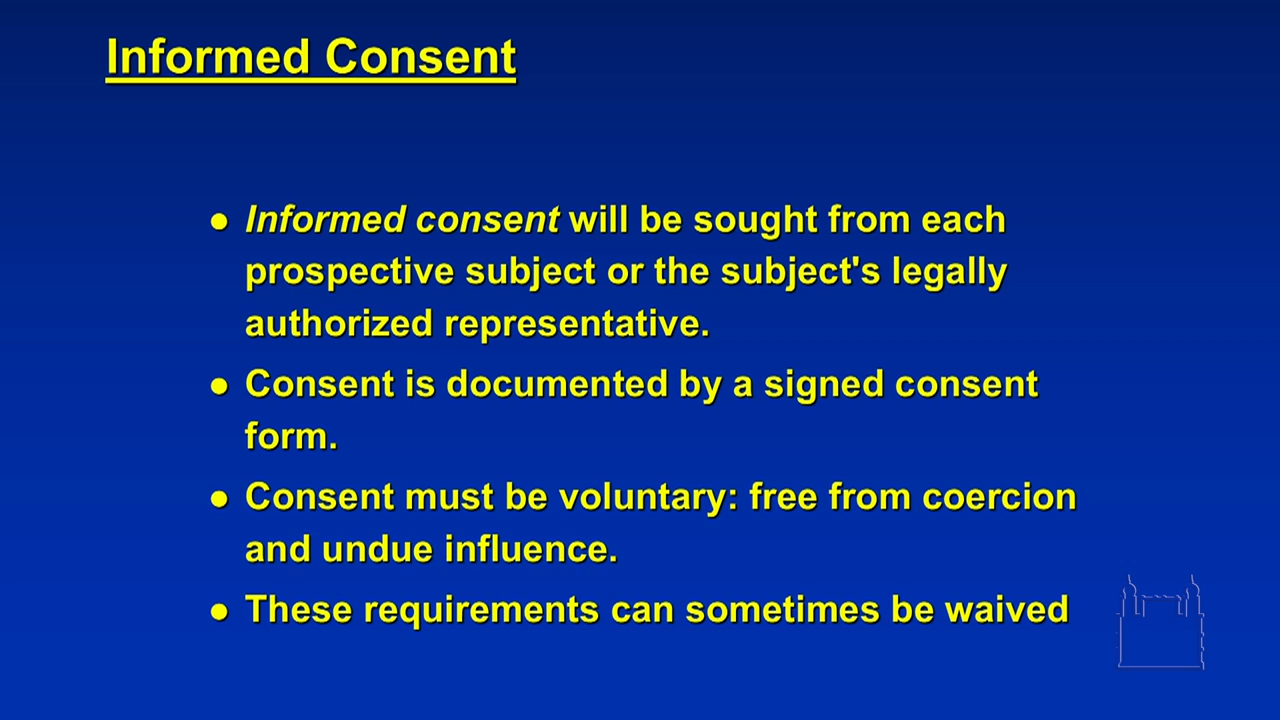 Informed Consent
● Informed consent will be sought from each
prospective subject or the subject's legally
authorized representative.
● Consent is documented by a signed consent
form.
● Consent must be voluntary: free from coercion
and undue influence.
● These requirements can sometimes be waived